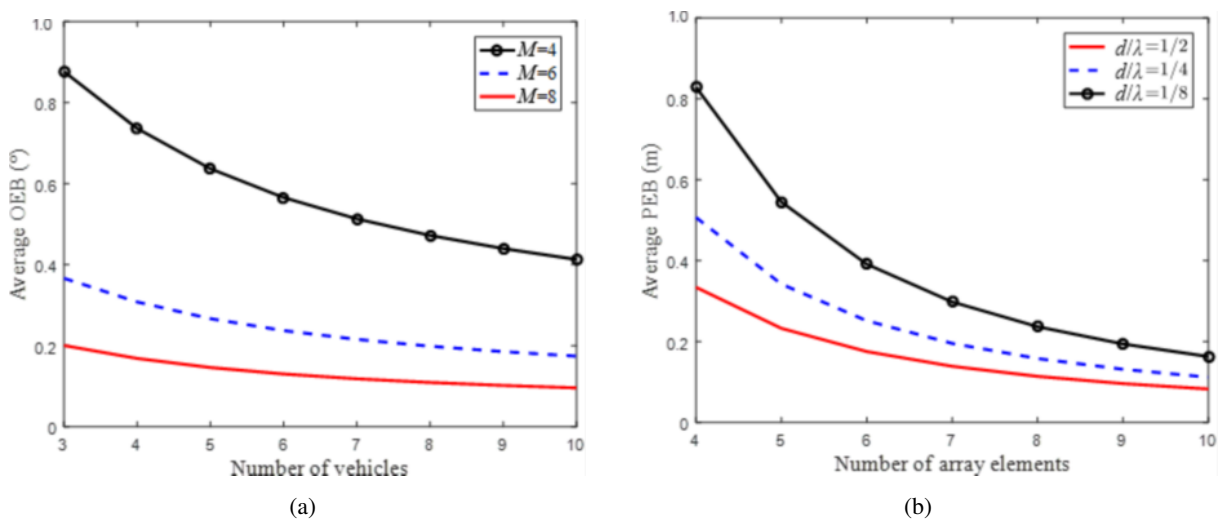 1.0
0.8
0.6
0.4
0.2
0
Average OEB (°)
3 4 5 6 7 8 9 10
Number of vehicles
M=4
M=6
M=8
(a)
1.0
0.8
0.6
0.4
0.2
0
Average PEB (m)
4 5 6 7 8 9 10
Number of array elements
d/λ=1/2
d/λ=1/4
d/λ=1/8
(b)